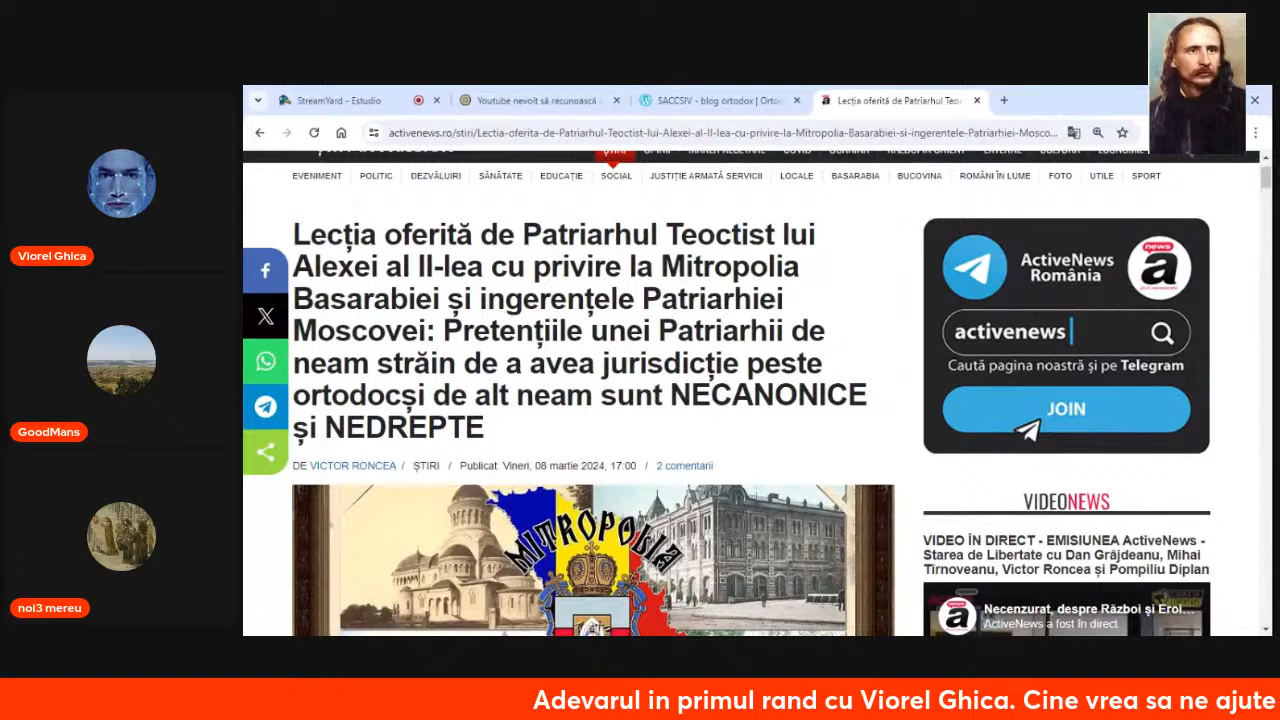 StreamYard - Estudio
Youtube nevoit să recunoască
SACCSIV - blog ortodox | Orto
Lecția oferită de Patriarhul Teoc
activenews.ro/stiri/Lectia-oferita-de-Patriarhul-Teoctist-lui-Alexei-al-II-lea-cu-privire-la-Mitropolia-Basarabiei-si-ingerentele-Patriarhiei-Mosco...
EVENIMENT POLITIC DEZVĂLUIRI SĂNĂTATE EDUCAȚIE SOCIAL JUSTIȚIE ARMATĂ SERVICII LOCALE BASARABIA BUCOVINA ROMÂNI ÎN LUME FOTO UTILE SPORT
Lecția oferită de Patriarhul Teoctist lui
Alexei al II-lea cu privire la Mitropolia
Basarabiei și ingerențele Patriarhiei
Moscovei: Pretențiile unei Patriarhii de
neam străin de a avea jurisdicție peste
ortodocși de alt neam sunt NECANONICE
și NEDREPTE
DE VICTOR RONCEA / ȘTIRI / Publicat: Vineri, 08 martie 2024, 17:00 / 2 comentarii
MITROPOLIA
ActiveNews
România
news
a
activenews
Caută pagina noastră și pe Telegram
JOIN
VIDEONEWS
VIDEO ÎN DIRECT - EMISIUNEA ActiveNews -
Starea de Libertate cu Dan Grăjdeanu, Mihai
Tîrnoveanu, Victor Roncea și Pompiliu Diplan
a
Necenzurat, despre Război și Eroi...
ActiveNews a fost în direct
Viorel Ghica
GoodMans
noi3 mereu
Adevarul in primul rand cu Viorel Ghica. Cine vrea sa ne ajute